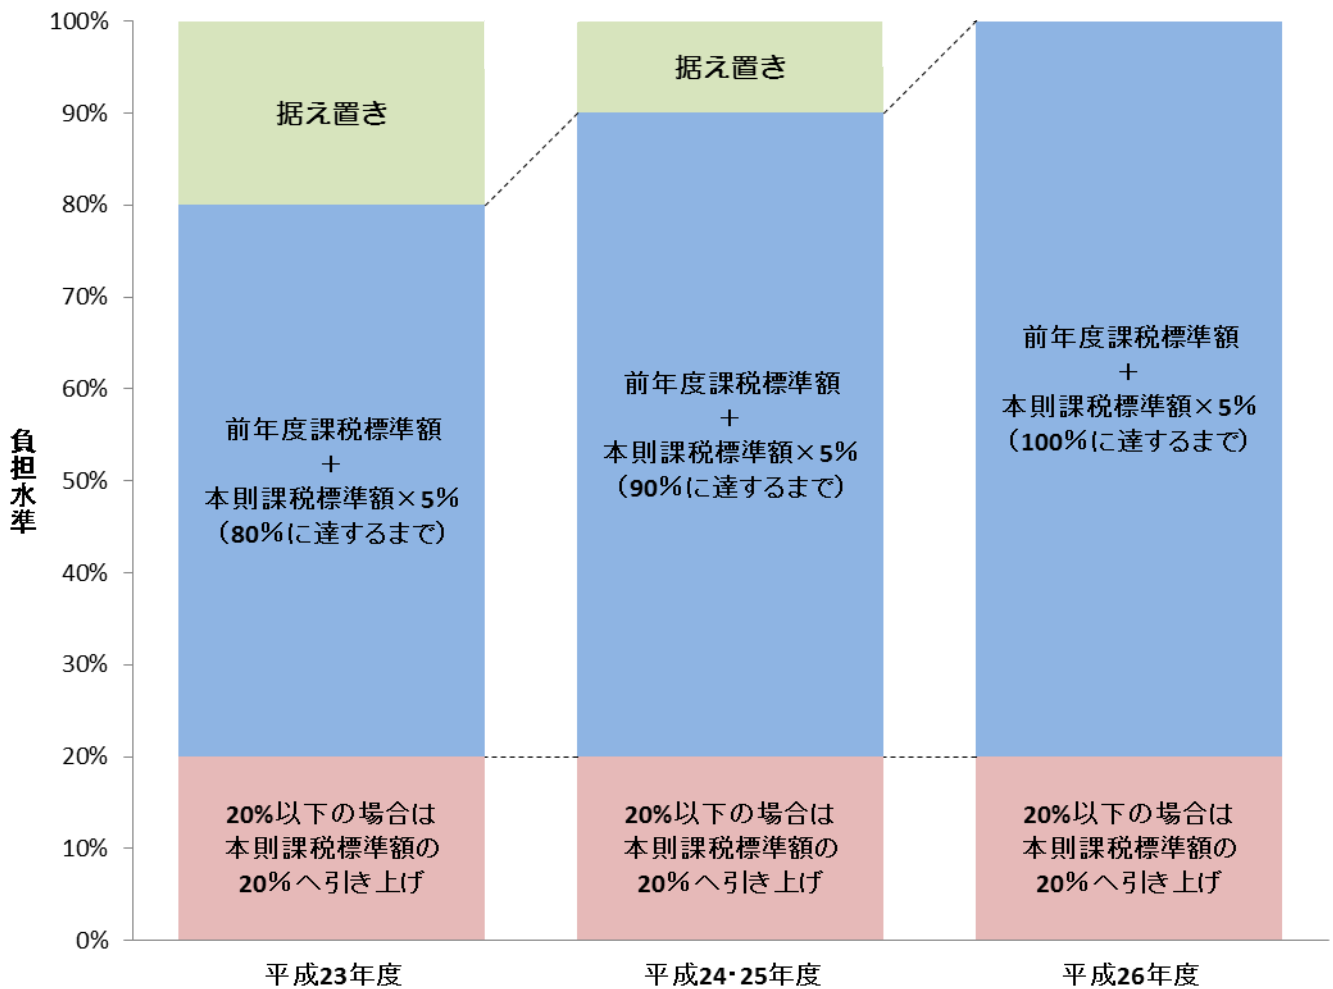 100%
90%
80%
70%
60%
50%
40%
30%
20%
10%
0%
負担水準
据え置き
前年度課税標準額
＋
本則課税標準額×5%
（80%に達するまで）
20%以下の場合は
本則課税標準額の
20%へ引き上げ
平成23年度
据え置き
前年度課税標準額
＋
本則課税標準額×5%
（90%に達するまで）
20%以下の場合は
本則課税標準額の
20%へ引き上げ
平成24・25年度
前年度課税標準額
＋
本則課税標準額×5%
（100%に達するまで）
20%以下の場合は
本則課税標準額の
20%へ引き上げ
平成26年度